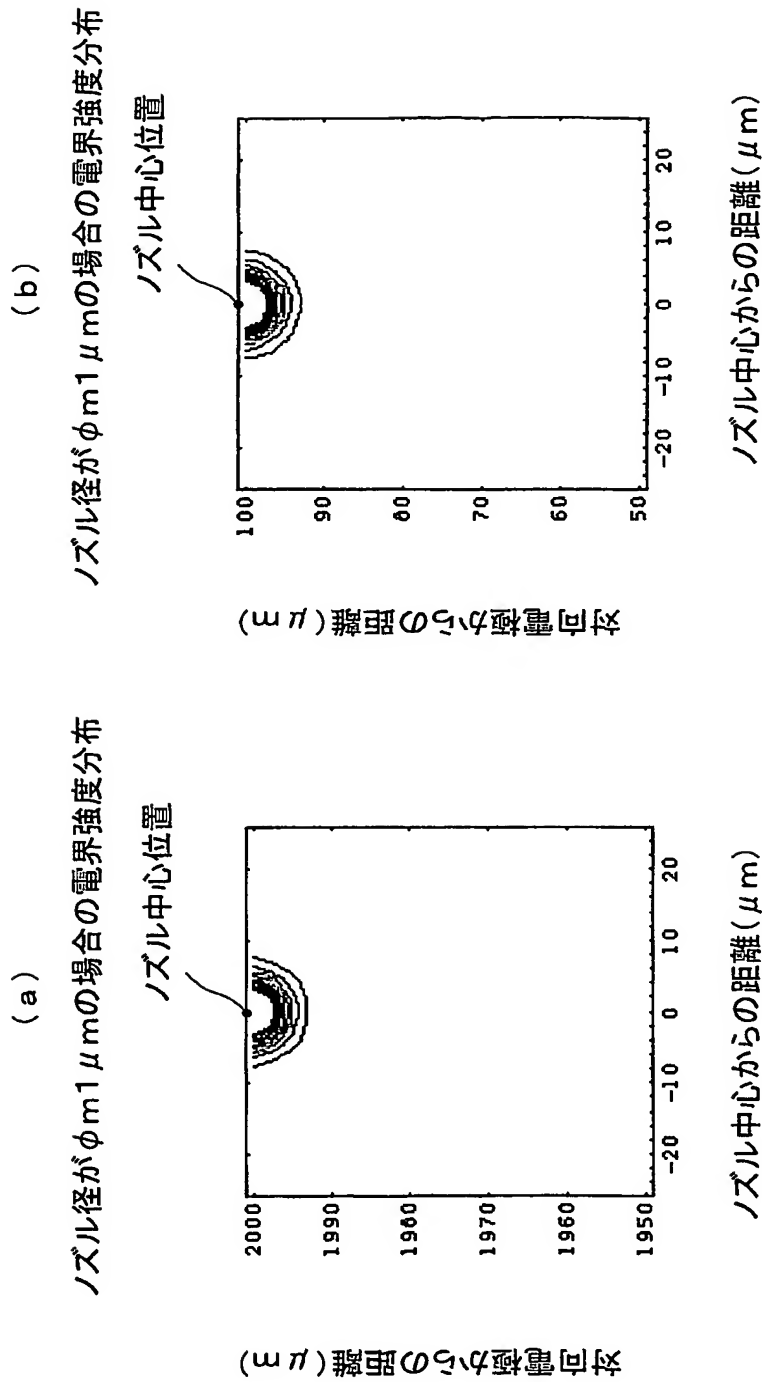 (a)
ノズル径がφm1μmの場合の電界強度分布
ノズル中心位置
対向電極からの距離(μm)
2000
1990
1980
1970
1960
1950
-20
-10
0
10
20
ノズル中心からの距離(μm)
(b)
ノズル径がφm1μmの場合の電界強度分布
ノズル中心位置
対向電極からの距離(μm)
100
90
80
70
60
50
-20
-10
0
10
20
ノズル中心からの距離(μm)